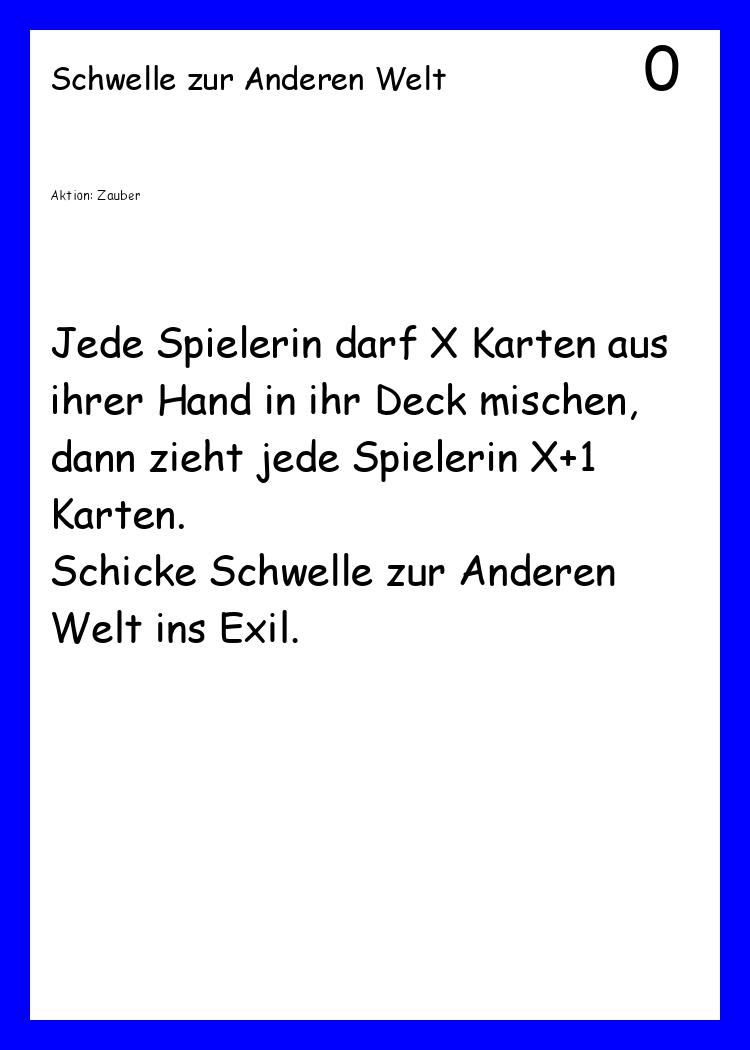 Schwelle zur Anderen Welt
0
Aktion: Zauber
Jede Spielerin darf X Karten aus
ihrer Hand in ihr Deck mischen,
dann zieht jede Spielerin X+1
Karten.
Schicke Schwelle zur Anderen
Welt ins Exil.